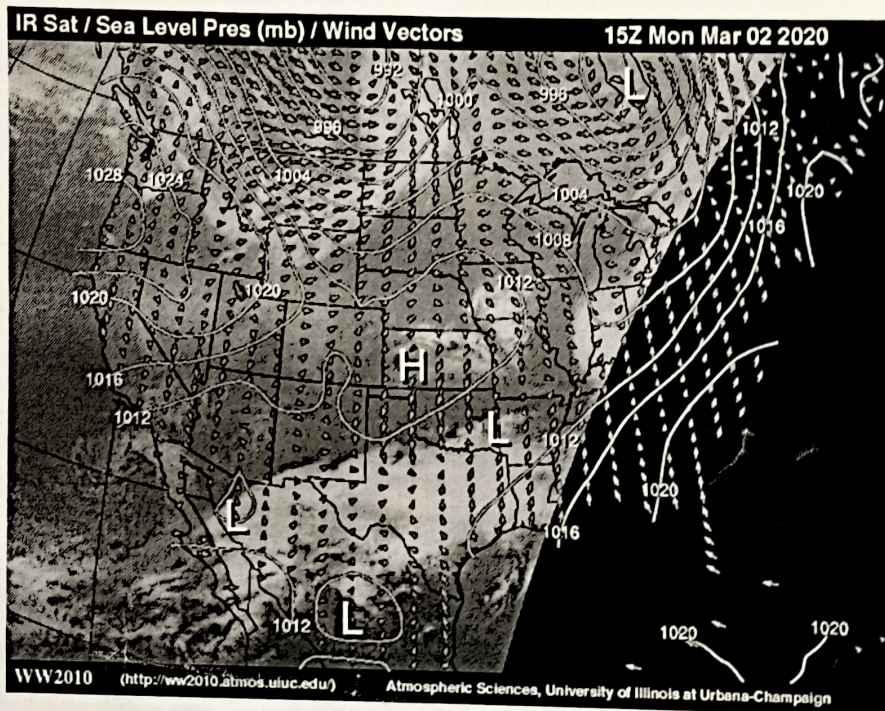 IR Sat / Sea Level Pres (mb) / Wind Vectors
15Z Mon Mar 02 2020
992
1000
996
996
L
1012
1028
1024
1004
1004
1020
1008
1016
1020
1020
1012
H
1016
1012
L
1012
1020
L
1016
1012
L
1020
1020
WW2010
(http://ww2010.atmos.uiuc.edu/)
Atmospheric Sciences, University of Illinois at Urbana-Champaign